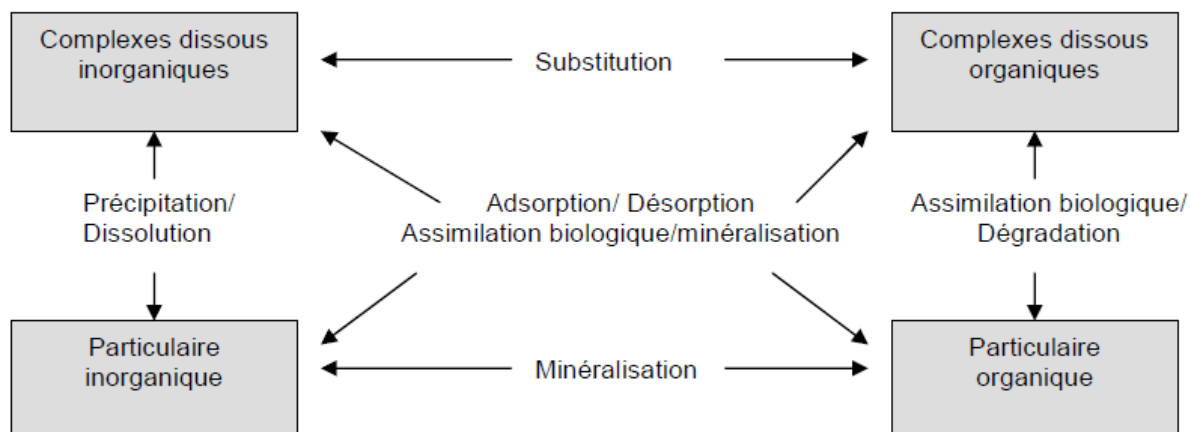 Complexes dissous
inorganiques
Substitution
Complexes dissous
organiques
Précipitation/
Dissolution
Adsorption/ Désorption
Assimilation biologique/minéralisation
Assimilation biologique/
Dégradation
Particulaire
inorganique
Minéralisation
Particulaire
organique